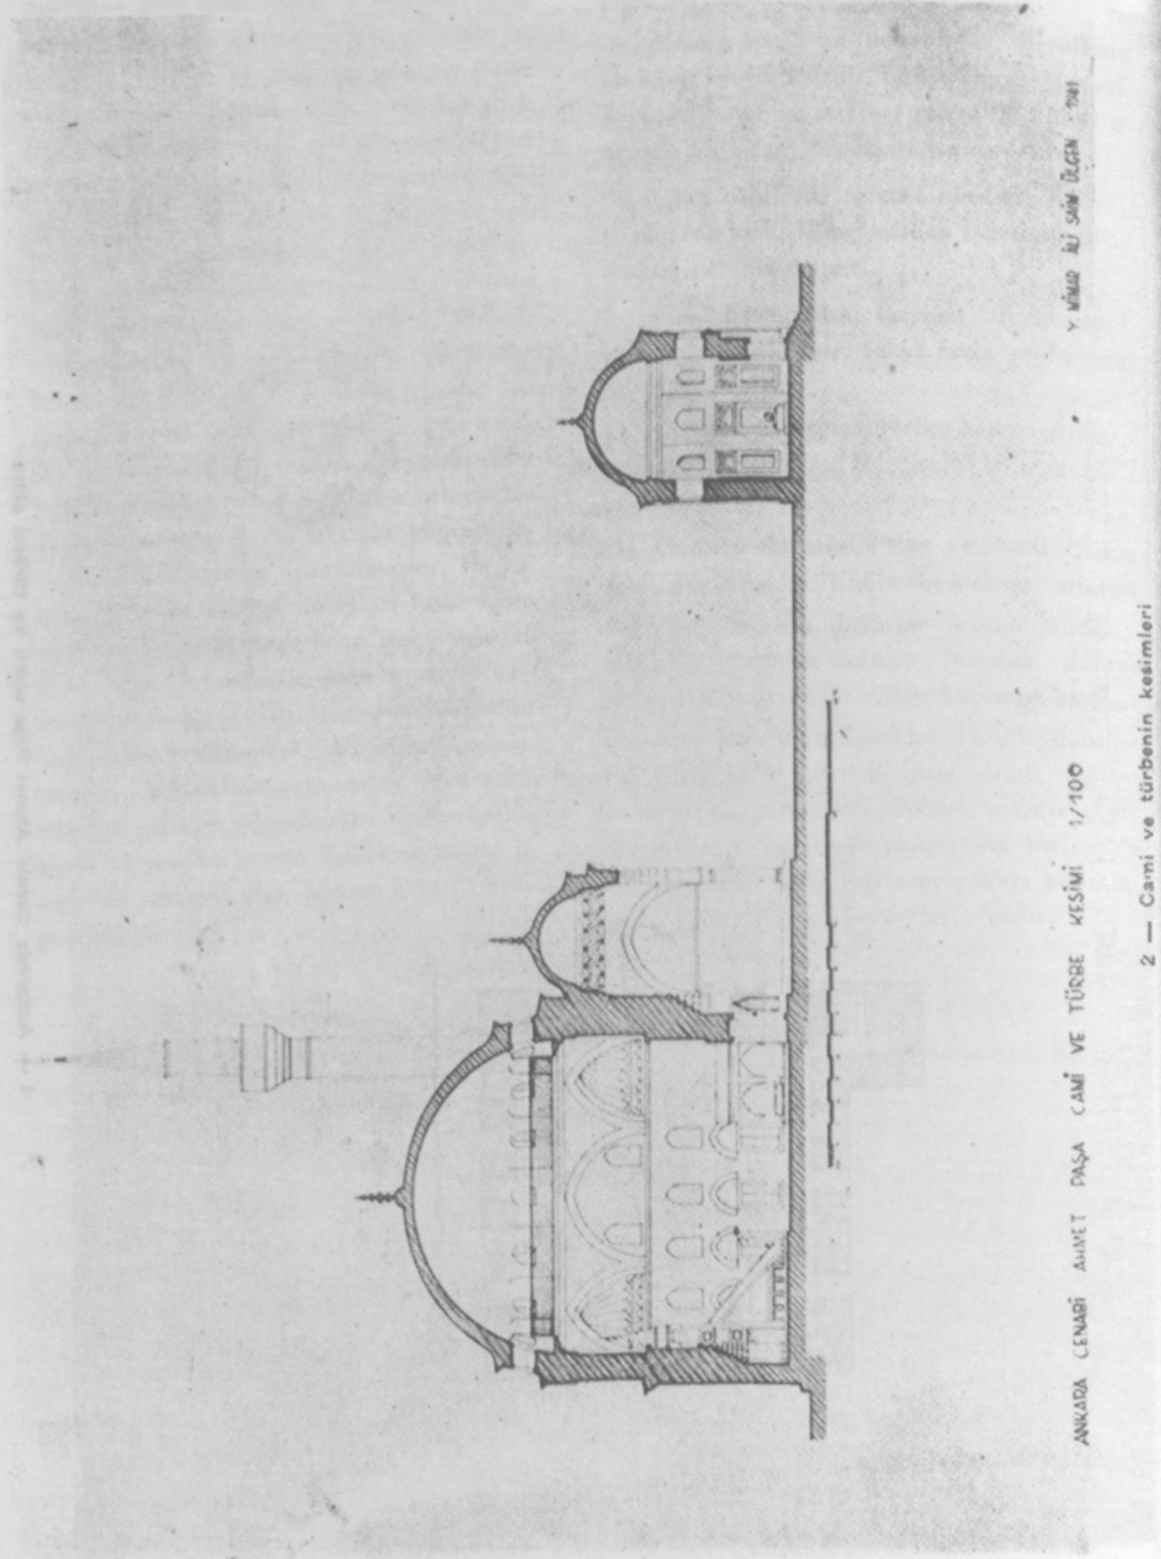 ANKARA CENABİ AHMET PAŞA CAMİ VE TÜRBE KESİMİ 1/100
Y. MİMAR ALİ SAİM ÜLGEN
2 — Cami ve türbenin kesimleri